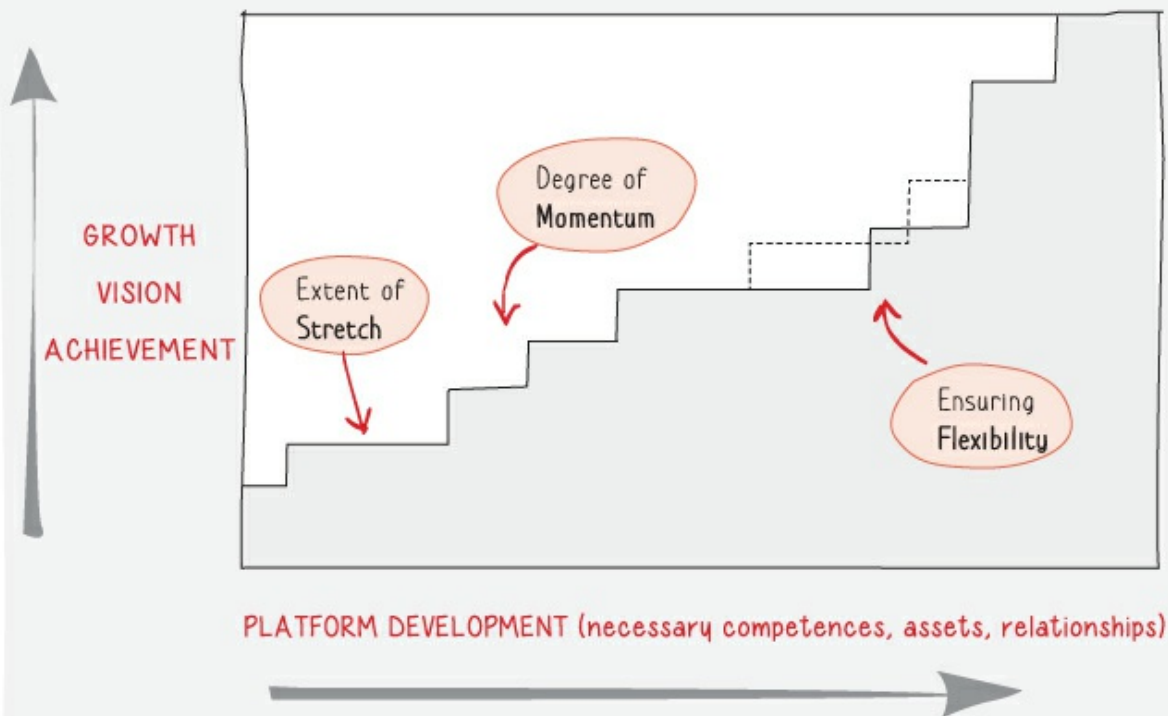 GROWTH
VISION
ACHIEVEMENT
Extent of
Stretch
Degree of
Momentum
Ensuring
Flexibility
PLATFORM DEVELOPMENT (necessary competences, assets, relationships)